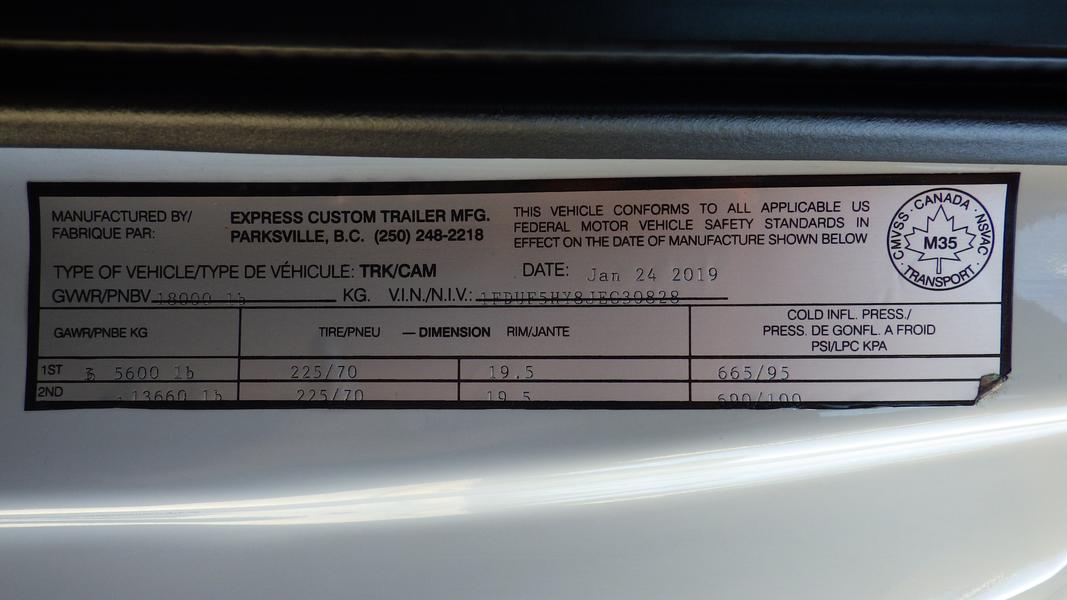 MANUFACTURED BY/
FABRIQUE PAR:
EXPRESS CUSTOM TRAILER MFG.
PARKSVILLE, B.C. (250) 248-2218
THIS VEHICLE CONFORMS TO ALL APPLICABLE US
FEDERAL MOTOR VEHICLE SAFETY STANDARDS IN
EFFECT ON THE DATE OF MANUFACTURE SHOWN BELOW
CMVSS · CANADA · NSVAC · TRANSPORT ·
M35
TYPE OF VEHICLE/TYPE DE VÉHICULE: TRK/CAM DATE: Jan 24 2019
GVWR/PNBV 18000 lb KG. V.I.N./N.I.V.: 1FDUF5HY8JEC30828
GAWR/PNBE KG TIRE/PNEU — DIMENSION RIM/JANTE
COLD INFL. PRESS./
PRESS. DE GONFL. A FROID
PSI/LPC KPA
1ST 5600 lb 225/70 19.5 665/95
2ND 13660 lb 225/70 19.5 690/100